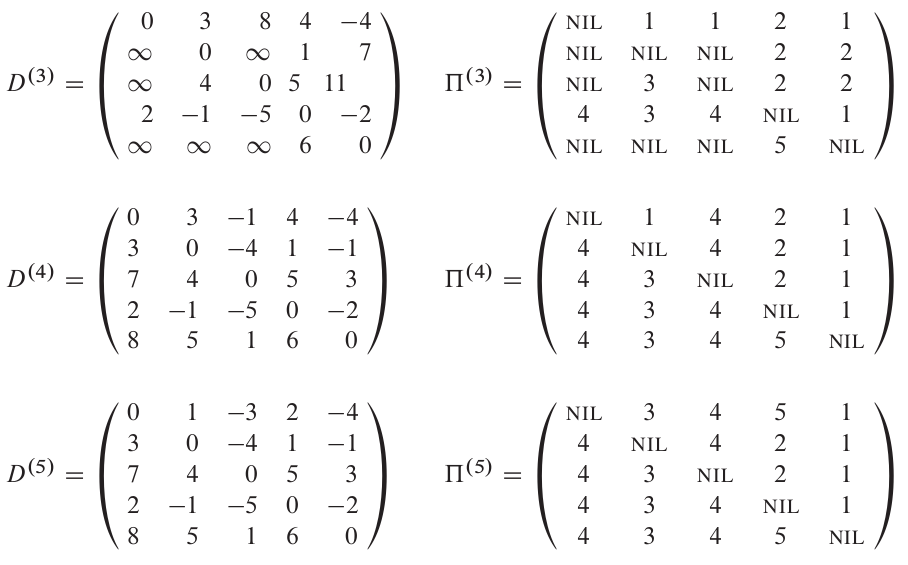 0 3 8 4 −4 NIL 1 1 2 1
∞ 0 ∞ 1 7 NIL NIL NIL 2 2
D(3) = ∞ 4 0 5 11 Π(3) = NIL 3 NIL 2 2
2 −1 −5 0 −2 4 3 4 NIL 1
∞ ∞ ∞ 6 0 NIL NIL NIL 5 NIL
0 3 −1 4 −4 NIL 1 4 2 1
3 0 −4 1 −1 4 NIL 4 2 1
D(4) = 7 4 0 5 3 Π(4) = 4 3 NIL 2 1
2 −1 −5 0 −2 4 3 4 NIL 1
8 5 1 6 0 4 3 4 5 NIL
0 1 −3 2 −4 NIL 3 4 5 1
3 0 −4 1 −1 4 NIL 4 2 1
D(5) = 7 4 0 5 3 Π(5) = 4 3 NIL 2 1
2 −1 −5 0 −2 4 3 4 NIL 1
8 5 1 6 0 4 3 4 5 NIL